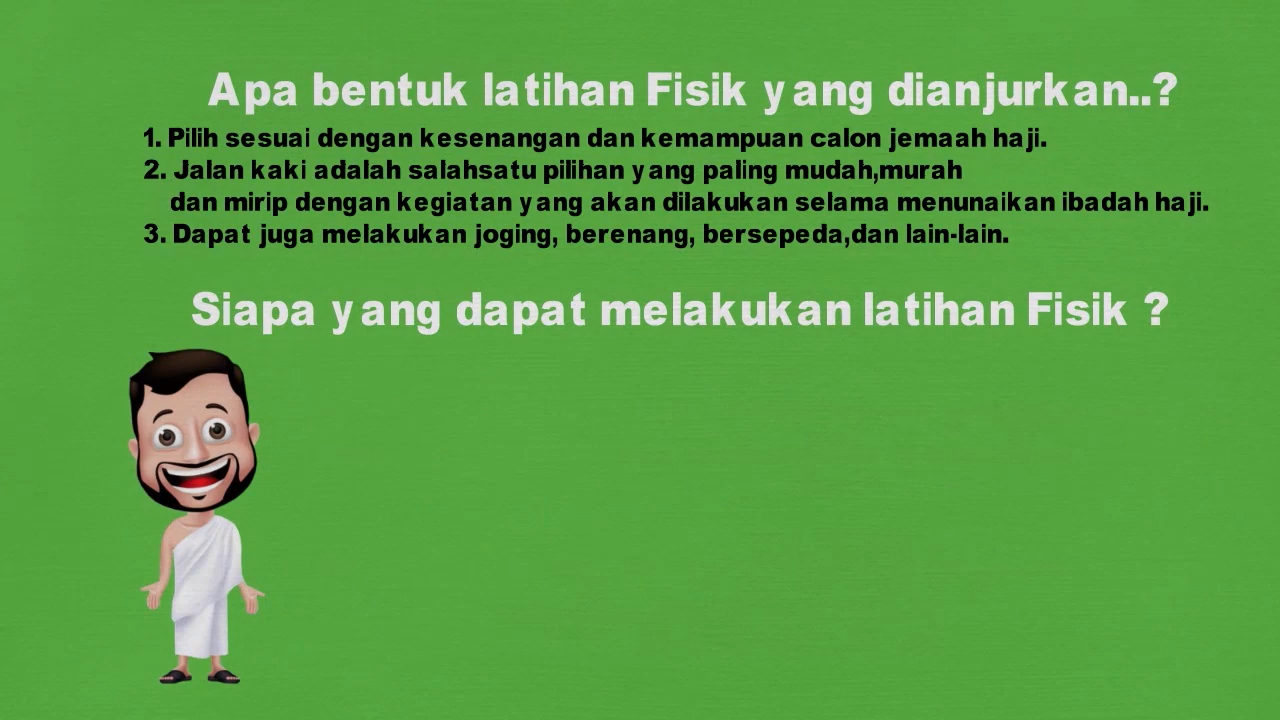 Apa bentuk latihan Fisik yang dianjurkan..?
1. Pilih sesuai dengan kesenangan dan kemampuan calon jemaah haji.
2. Jalan kaki adalah salahsatu pilihan yang paling mudah,murah
dan mirip dengan kegiatan yang akan dilakukan selama menunaikan ibadah haji.
3. Dapat juga melakukan joging, berenang, bersepeda,dan lain-lain.
Siapa yang dapat melakukan latihan Fisik ?